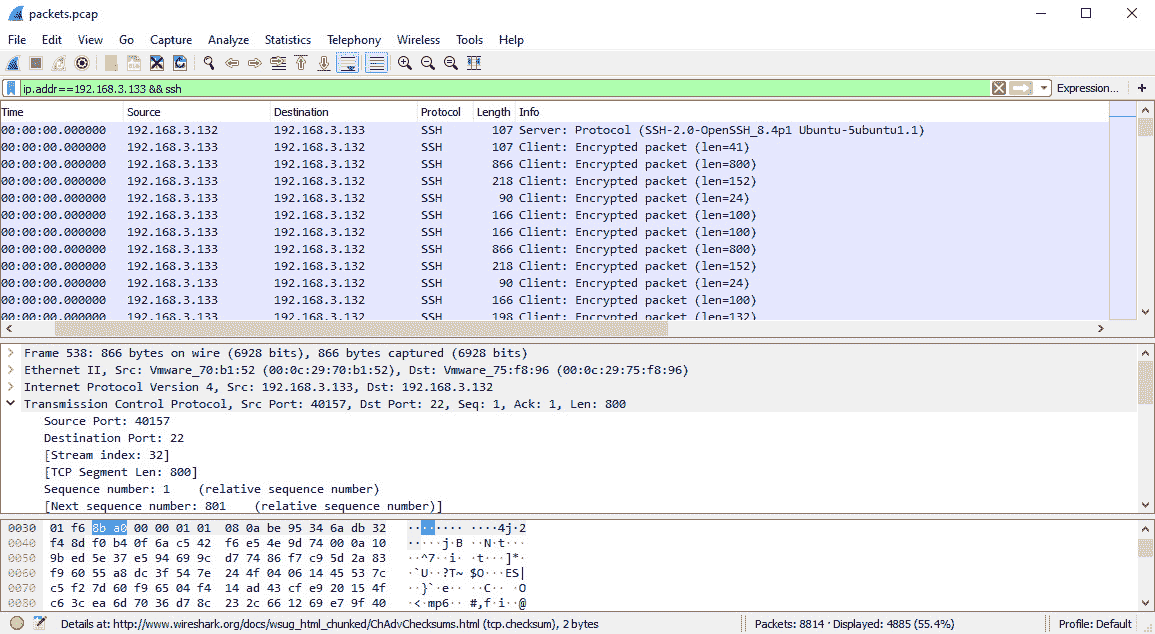 packets.pcap
File Edit View Go Capture Analyze Statistics Telephony Wireless Tools Help
ip.addr==192.168.3.133 && ssh Expression... +
Time Source Destination Protocol Length Info
00:00:00.000000 192.168.3.132 192.168.3.133 SSH 107 Server: Protocol (SSH-2.0-OpenSSH_8.4p1 Ubuntu-5ubuntu1.1)
00:00:00.000000 192.168.3.133 192.168.3.132 SSH 107 Client: Encrypted packet (len=41)
00:00:00.000000 192.168.3.133 192.168.3.132 SSH 866 Client: Encrypted packet (len=800)
00:00:00.000000 192.168.3.133 192.168.3.132 SSH 218 Client: Encrypted packet (len=152)
00:00:00.000000 192.168.3.133 192.168.3.132 SSH 90 Client: Encrypted packet (len=24)
00:00:00.000000 192.168.3.133 192.168.3.132 SSH 166 Client: Encrypted packet (len=100)
00:00:00.000000 192.168.3.133 192.168.3.132 SSH 166 Client: Encrypted packet (len=100)
00:00:00.000000 192.168.3.133 192.168.3.132 SSH 866 Client: Encrypted packet (len=800)
00:00:00.000000 192.168.3.133 192.168.3.132 SSH 218 Client: Encrypted packet (len=152)
00:00:00.000000 192.168.3.133 192.168.3.132 SSH 90 Client: Encrypted packet (len=24)
00:00:00.000000 192.168.3.133 192.168.3.132 SSH 166 Client: Encrypted packet (len=100)
00:00:00.000000 192.168.3.133 192.168.3.132 SSH 198 Client: Encrypted packet (len=132)
Frame 538: 866 bytes on wire (6928 bits), 866 bytes captured (6928 bits)
Ethernet II, Src: Vmware_70:b1:52 (00:0c:29:70:b1:52), Dst: Vmware_75:f8:96 (00:0c:29:75:f8:96)
Internet Protocol Version 4, Src: 192.168.3.133, Dst: 192.168.3.132
Transmission Control Protocol, Src Port: 40157, Dst Port: 22, Seq: 1, Ack: 1, Len: 800
Source Port: 40157
Destination Port: 22
[Stream index: 32]
[TCP Segment Len: 800]
Sequence number: 1 (relative sequence number)
[Next sequence number: 801 (relative sequence number)]
0030 01 f6 8b a0 00 00 01 01 08 0a be 95 34 6a db 32 ········ ····4j·2
0040 f4 8d f0 b4 0f 6a c5 42 f6 e5 4e 9d 74 00 0a 10 ·····j·B ··N·t···
0050 9b ed 5e 37 e5 94 69 9c d7 74 86 f7 c9 5d 2a 83 ··^7··i· ·t···]*·
0060 f9 60 55 a8 dc 3f 54 7e 24 4f 04 06 14 45 53 7c ·`U··?T~ $O···ES|
0070 c5 f2 7d 60 f9 65 04 f4 14 ad 43 cf e9 20 15 4f ··}`·e·· ··C·· ·O
0080 c6 3c ea 6d 70 36 d7 8c 23 2c 66 12 69 e7 9f 40 ·<·mp6·· #,f·i··@
Details at: http://www.wireshark.org/docs/wsug_html_chunked/ChAdvChecksums.html (tcp.checksum), 2 bytes Packets: 8814 · Displayed: 4885 (55.4%) Profile: Default